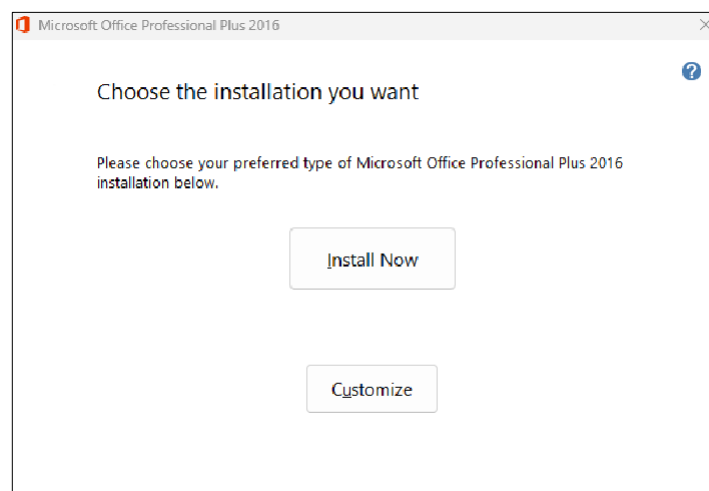 Microsoft Office Professional Plus 2016
Choose the installation you want
Please choose your preferred type of Microsoft Office Professional Plus 2016
installation below.
Install Now
Customize